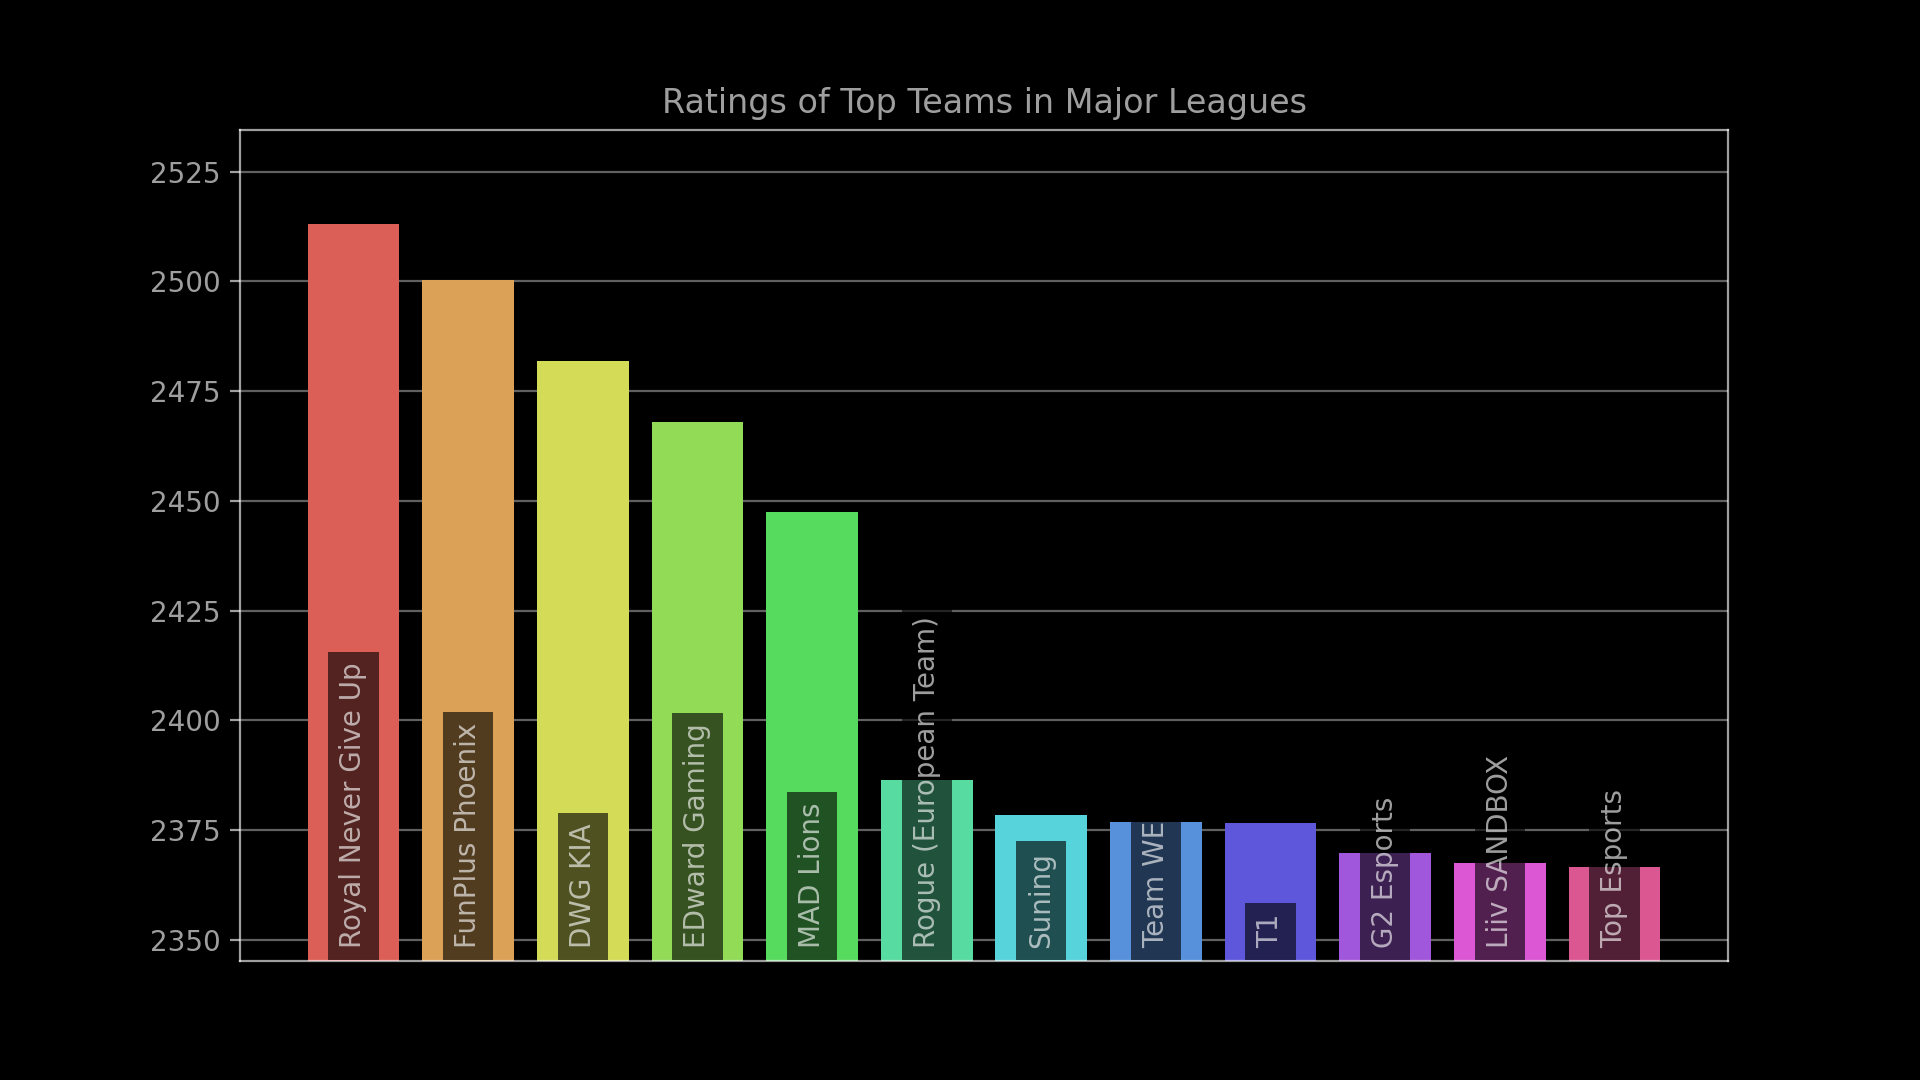 Ratings of Top Teams in Major Leagues
2525
2500
2475
2450
2425
2400
2375
2350
Royal Never Give Up
FunPlus Phoenix
DWG KIA
EDward Gaming
MAD Lions
Rogue (European Team)
Suning
Team WE
T1
G2 Esports
Liiv SANDBOX
Top Esports